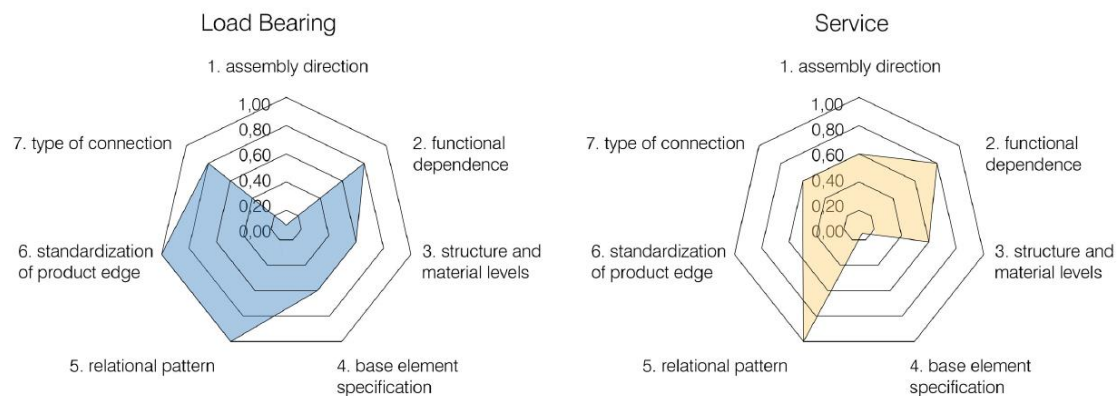 Load Bearing
1. assembly direction
1,00
0,80
0,60
0,40
0,20
0,00
2. functional
dependence
3. structure and
material levels
4. base element
specification
5. relational pattern
6. standardization
of product edge
7. type of connection
Service
1. assembly direction
1,00
0,80
0,60
0,40
0,20
0,00
2. functional
dependence
3. structure and
material levels
4. base element
specification
5. relational pattern
6. standardization
of product edge
7. type of connection